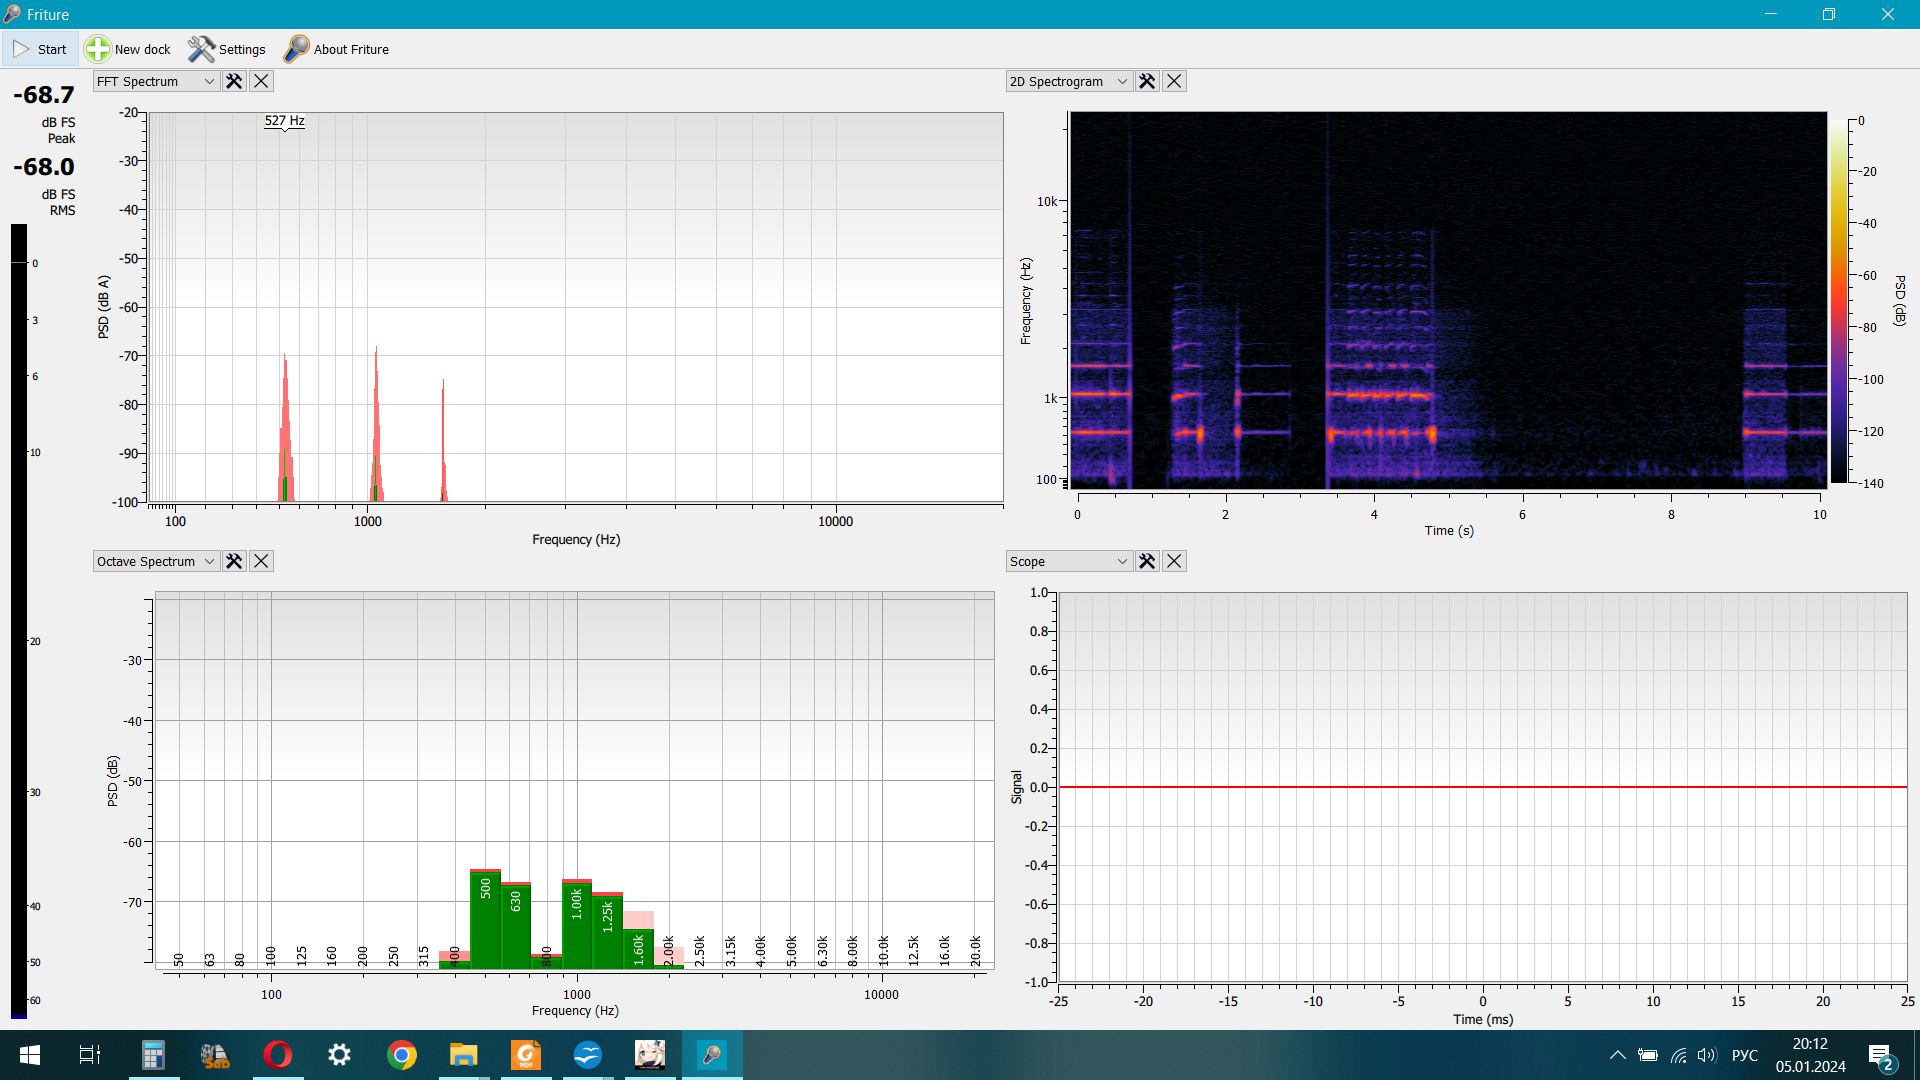 Friture
Start New dock Settings About Friture
-68.7
dB FS
Peak
-68.0
dB FS
RMS
0
3
6
10
20
30
40
50
60
FFT Spectrum
527 Hz
PSD (dB A)
-20
-30
-40
-50
-60
-70
-80
-90
-100
100 1000 10000
Frequency (Hz)
2D Spectrogram
Frequency (Hz)
10k
1k
100
0 2 4 6 8 10
Time (s)
0
-20
-40
-60
-80
-100
-120
-140
PSD (dB)
Octave Spectrum
PSD (dB)
-30
-40
-50
-60
-70
50 63 80 100 125 160 200 250 315 400 500 630 800 1.00k 1.25k 1.60k 2.00k 2.50k 3.15k 4.00k 5.00k 6.30k 8.00k 10.0k 12.5k 16.0k 20.0k
100 1000 10000
Frequency (Hz)
Scope
Signal
1.0
0.8
0.6
0.4
0.2
0.0
-0.2
-0.4
-0.6
-0.8
-1.0
-25 -20 -15 -10 -5 0 5 10 15 20 25
Time (ms)
PDF
РУС
20:12
05.01.2024
2